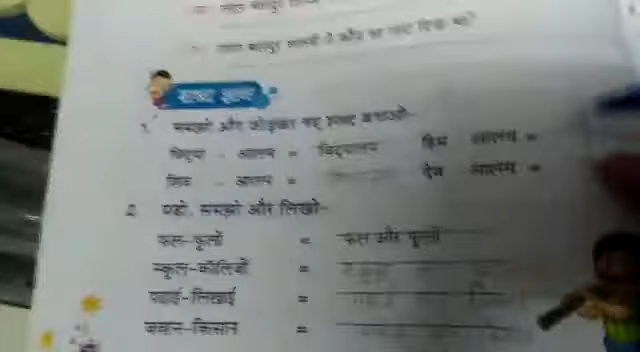 लाल बहादुर शास्त्री ने कौन सा नारा दिया था?
1. समझो और जोड़कर नए शब्द बनाओ-
विद्या - आलय = विद्यालय हिम आलय =
शिव - आलय = देव आलय =
2. पढ़ो, समझो और लिखो-
फल-फूलों = फल और फूलों
स्कूल-कॉलेजों =
पढ़ाई-लिखाई =
जवान-किसान =